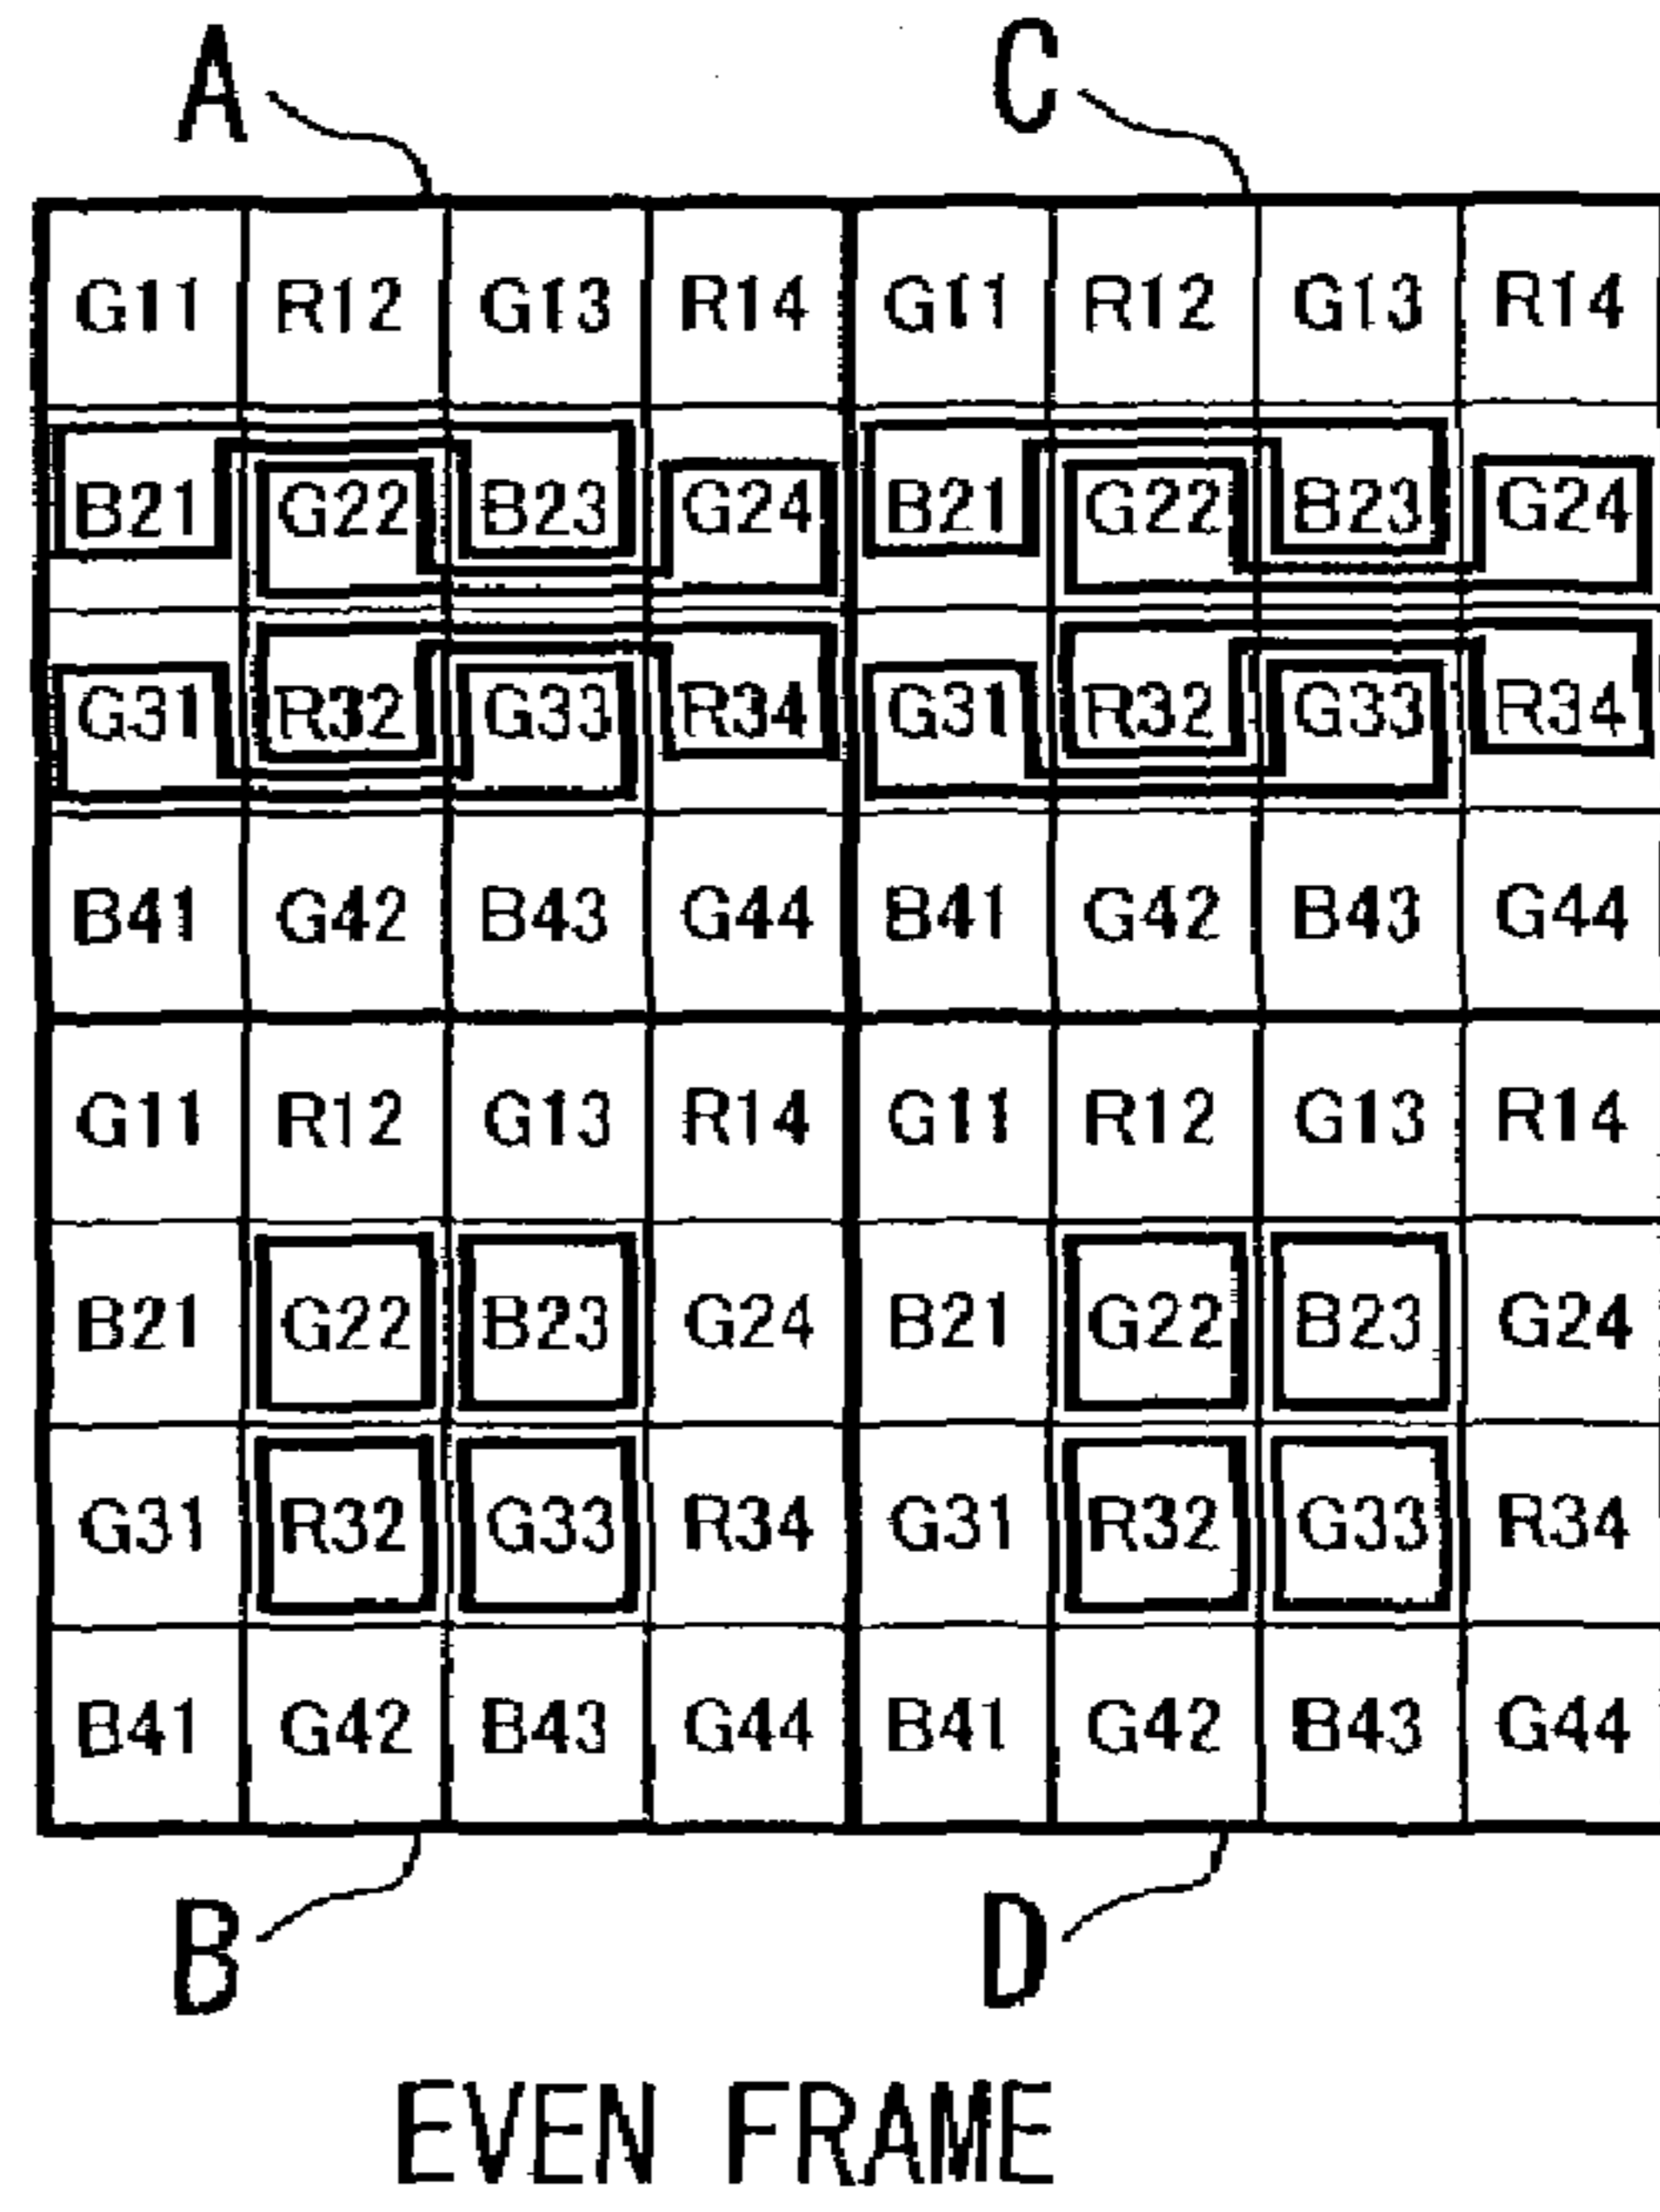 A C
G11 R12 G13 R14 G11 R12 G13 R14
B21 G22 B23 G24 B21 G22 B23 G24
G31 R32 G33 R34 G31 R32 G33 R34
B41 G42 B43 G44 B41 G42 B43 G44
G11 R12 G13 R14 G11 R12 G13 R14
B21 G22 B23 G24 B21 G22 B23 G24
G31 R32 G33 R34 G31 R32 G33 R34
B41 G42 B43 G44 B41 G42 B43 G44
B D
EVEN FRAME